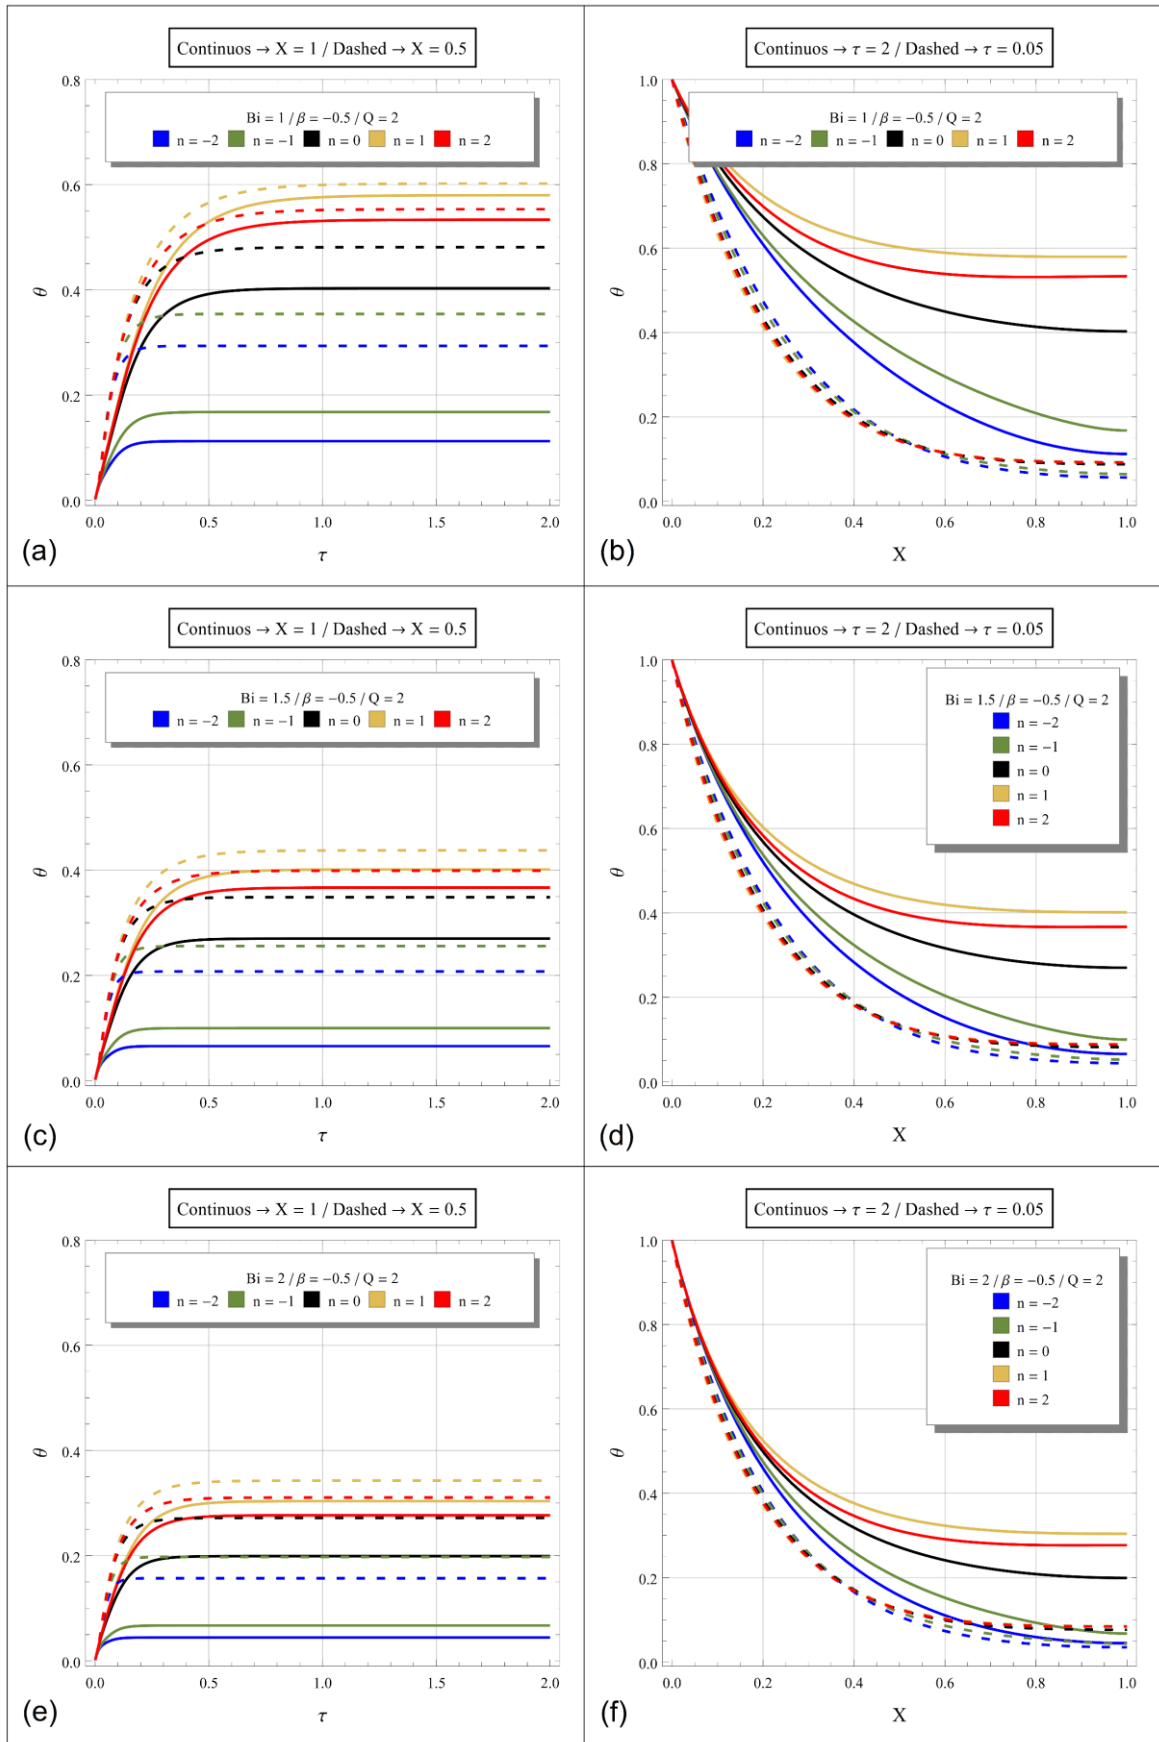 Continuos → X = 1 / Dashed → X = 0.5
0.8
Bi = 1 / β = −0.5 / Q = 2
n = −2 n = −1 n = 0 n = 1 n = 2
0.6
0.4
θ
0.2
0.0
0.0 0.5 1.0 1.5 2.0
(a)
τ
Continuos → τ = 2 / Dashed → τ = 0.05
1.0
Bi = 1 / β = −0.5 / Q = 2
n = −2 n = −1 n = 0 n = 1 n = 2
0.8
0.6
θ
0.4
0.2
0.0
0.0 0.2 0.4 0.6 0.8 1.0
(b)
X
Continuos → X = 1 / Dashed → X = 0.5
0.8
Bi = 1.5 / β = −0.5 / Q = 2
n = −2 n = −1 n = 0 n = 1 n = 2
0.6
0.4
θ
0.2
0.0
0.0 0.5 1.0 1.5 2.0
(c)
τ
Continuos → τ = 2 / Dashed → τ = 0.05
1.0
Bi = 1.5 / β = −0.5 / Q = 2
n = −2
n = −1
n = 0
n = 1
n = 2
0.8
0.6
θ
0.4
0.2
0.0
0.0 0.2 0.4 0.6 0.8 1.0
(d)
X
Continuos → X = 1 / Dashed → X = 0.5
0.8
Bi = 2 / β = −0.5 / Q = 2
n = −2 n = −1 n = 0 n = 1 n = 2
0.6
0.4
θ
0.2
0.0
0.0 0.5 1.0 1.5 2.0
(e)
τ
Continuos → τ = 2 / Dashed → τ = 0.05
1.0
Bi = 2 / β = −0.5 / Q = 2
n = −2
n = −1
n = 0
n = 1
n = 2
0.8
0.6
θ
0.4
0.2
0.0
0.0 0.2 0.4 0.6 0.8 1.0
(f)
X